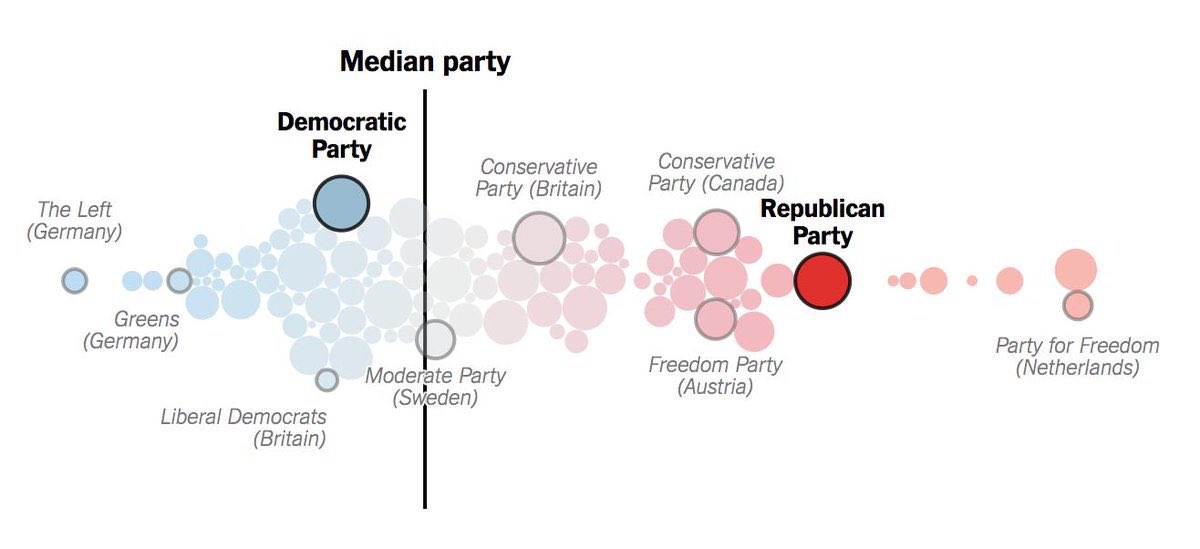 Median party
Democratic
Party
Conservative
Party (Britain)
Conservative
Party (Canada)
Republican
Party
The Left
(Germany)
Greens
(Germany)
Moderate Party
(Sweden)
Liberal Democrats
(Britain)
Freedom Party
(Austria)
Party for Freedom
(Netherlands)